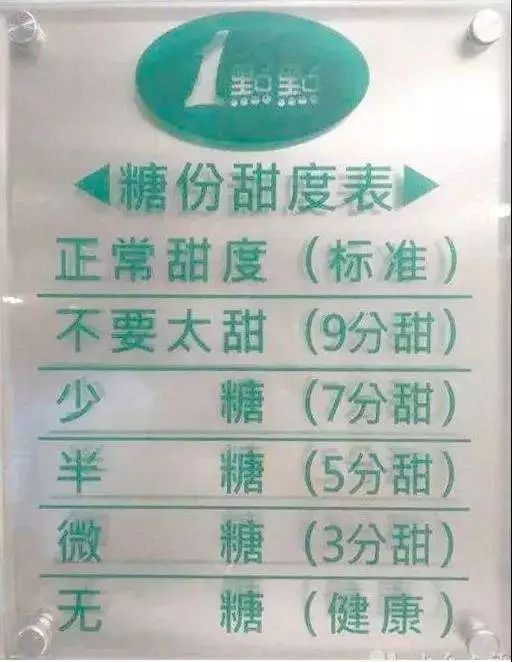 1點點
糖份甜度表
正常甜度（标准）
不要太甜（9分甜）
少 糖（7分甜）
半 糖（5分甜）
微 糖（3分甜）
无 糖（健康）